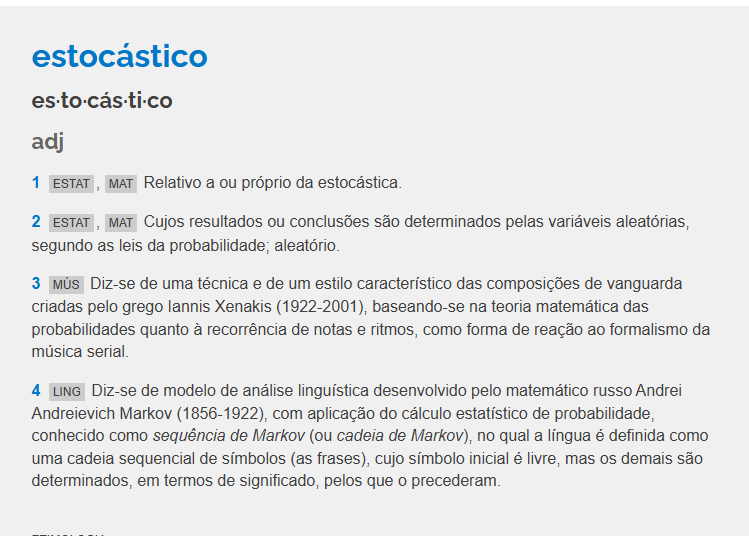 estocástico
es·to·cás·ti·co
adj
1 ESTAT , MAT Relativo a ou próprio da estocástica.
2 ESTAT , MAT Cujos resultados ou conclusões são determinados pelas variáveis aleatórias,
segundo as leis da probabilidade; aleatório.
3 MÚS Diz-se de uma técnica e de um estilo característico das composições de vanguarda
criadas pelo grego Iannis Xenakis (1922-2001), baseando-se na teoria matemática das
probabilidades quanto à recorrência de notas e ritmos, como forma de reação ao formalismo da
música serial.
4 LING Diz-se de modelo de análise linguística desenvolvido pelo matemático russo Andrei
Andreievich Markov (1856-1922), com aplicação do cálculo estatístico de probabilidade,
conhecido como sequência de Markov (ou cadeia de Markov), no qual a língua é definida como
uma cadeia sequencial de símbolos (as frases), cujo símbolo inicial é livre, mas os demais são
determinados, em termos de significado, pelos que o precederam.